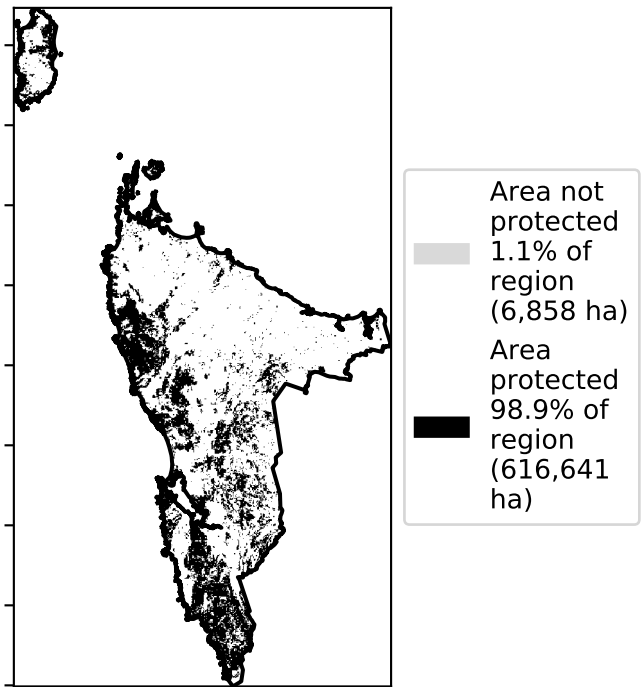 Area not
protected
1.1% of
region
(6,858 ha)
Area
protected
98.9% of
region
(616,641
ha)